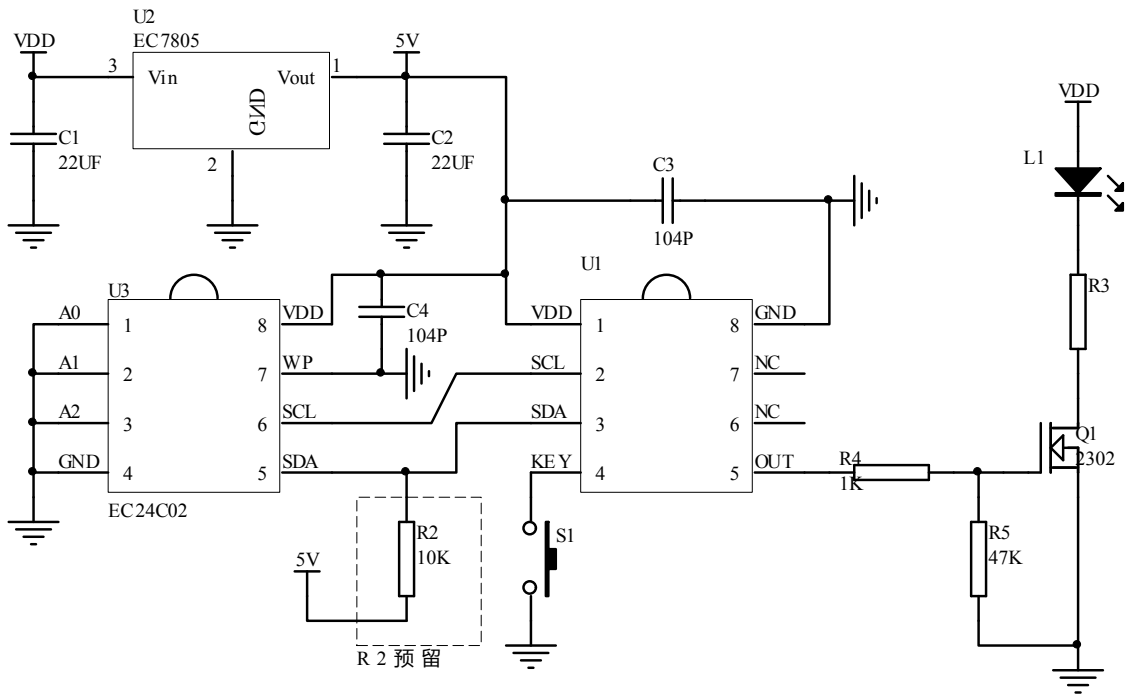 U2
VDD
EC7805
5V
3
Vin
Vout
1
GND
2
C1
22UF
C2
22UF
VDD
L1
C3
104P
U1
U3
R3
A0
1
8
VDD
C4
104P
VDD
1
8
GND
A1
2
7
WP
SCL
2
7
NC
A2
3
6
SCL
SDA
3
6
NC
GND
4
5
SDA
KEY
4
5
OUT
R4
1K
Q1
2302
EC24C02
R2
10K
S1
R5
47K
5V
R2预留